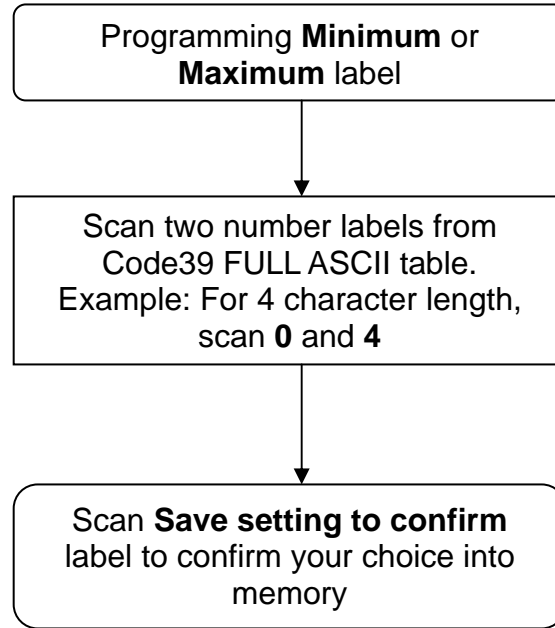 Programming Minimum or
Maximum label
Scan two number labels from
Code39 FULL ASCII table.
Example: For 4 character length,
scan 0 and 4
Scan Save setting to confirm
label to confirm your choice into
memory